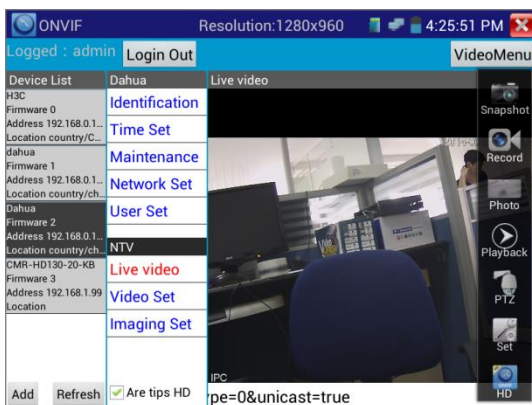 ONVIF Resolution:1280x960 4:25:51 PM
Logged : admin Login Out VideoMenu
Device List
H3C
Firmware 0
Address 192.168.0.1...
Location country/C...
dahua
Firmware 1
Address 192.168.0.1...
Location country/ch...
Dahua
Firmware 2
Address 192.168.0.1...
Location country/ch...
CMR-HD130-20-KB
Firmware 3
Address 192.168.1.99
Location
Add Refresh
Dahua
Identification
Time Set
Maintenance
Network Set
User Set
NTV
Live video
Video Set
Imaging Set
Are tips HD
Live video
IPC
pe=0&unicast=true
Snapshot
Record
Photo
Playback
PTZ
Set
HD